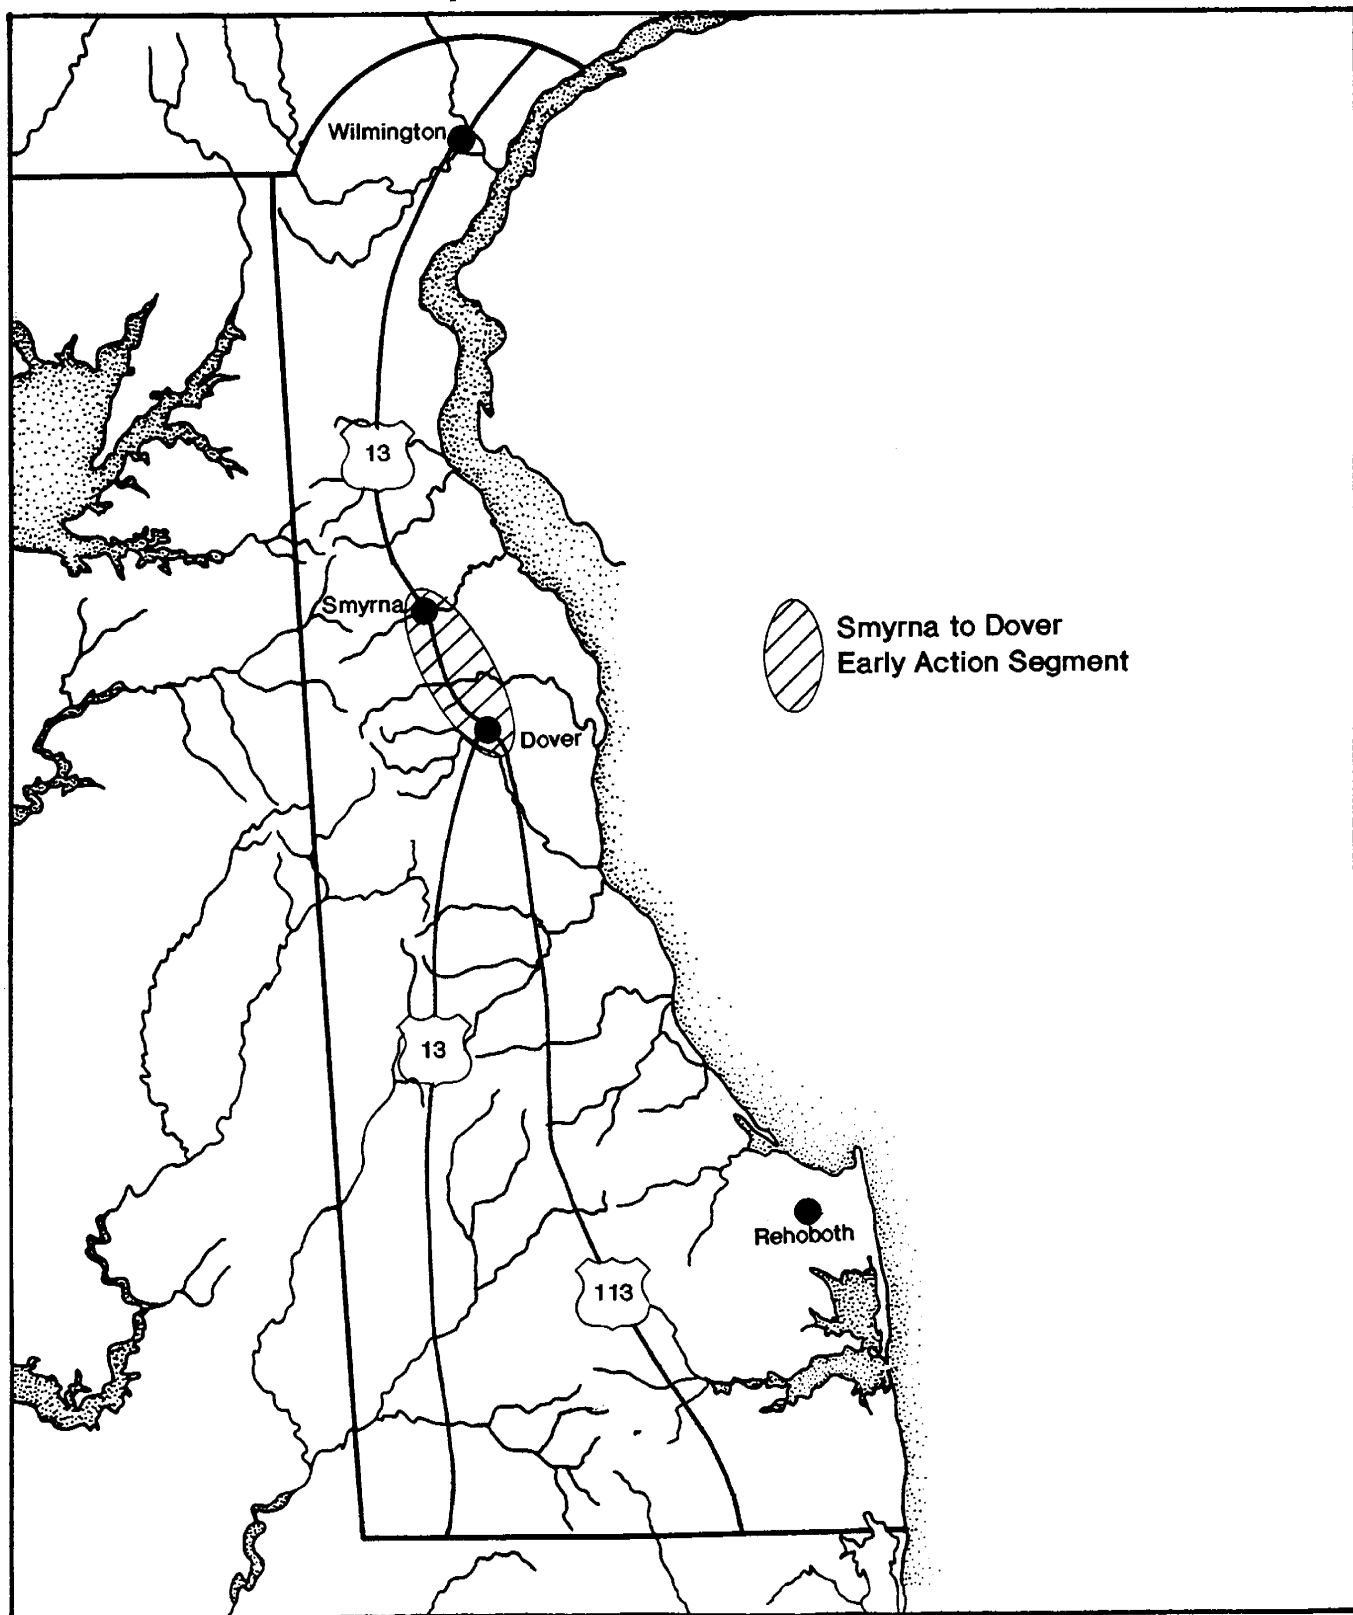 Wilmington
13
Smyrna
Smyrna to Dover
Early Action Segment
Dover
13
Rehoboth
113